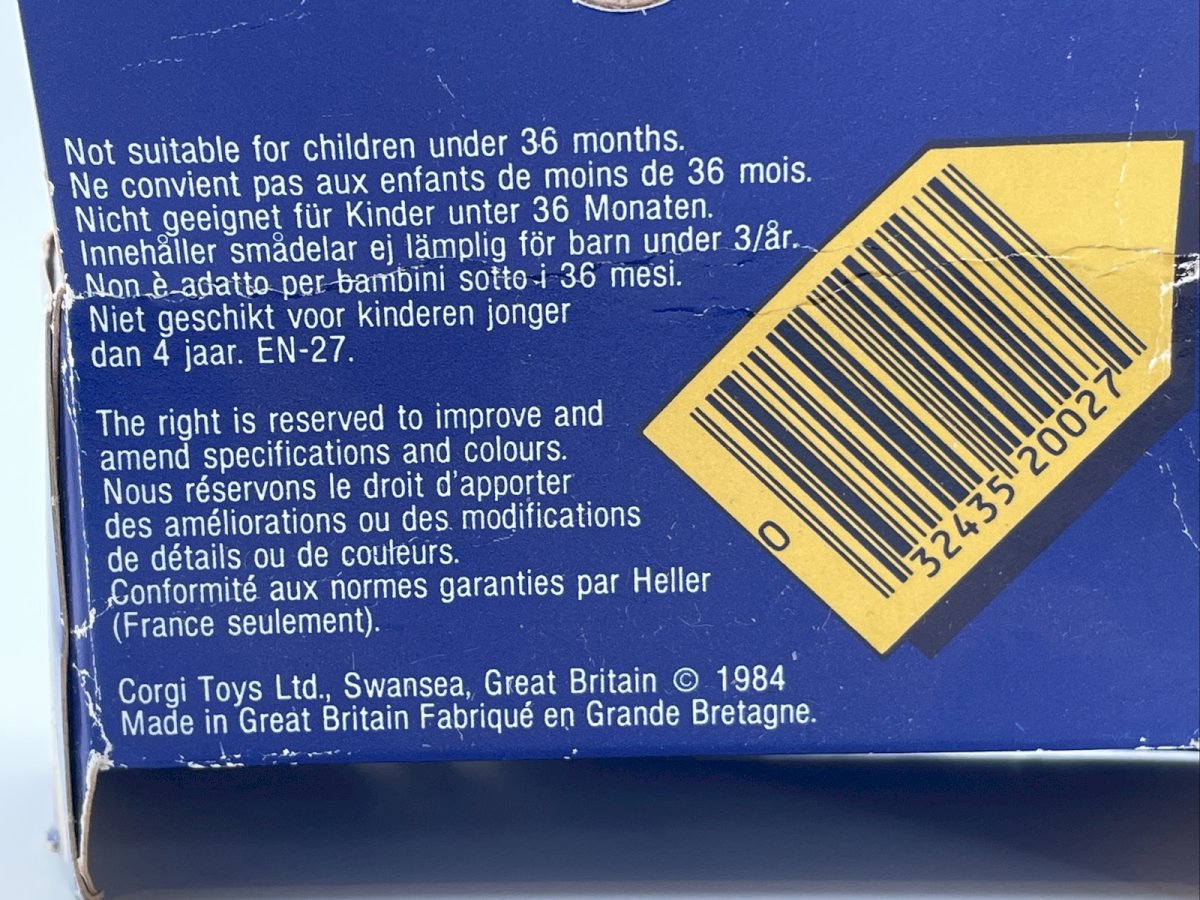 Not suitable for children under 36 months.
Ne convient pas aux enfants de moins de 36 mois.
Nicht geeignet für Kinder unter 36 Monaten.
Innehåller smådelar ej lämplig för barn under 3/år.
Non è adatto per bambini sotto i 36 mesi.
Niet geschikt voor kinderen jonger
dan 4 jaar. EN-27.
The right is reserved to improve and
amend specifications and colours.
Nous réservons le droit d'apporter
des améliorations ou des modifications
de détails ou de couleurs.
Conformité aux normes garanties par Heller
(France seulement).
Corgi Toys Ltd., Swansea, Great Britain © 1984
Made in Great Britain Fabriqué en Grande Bretagne.
0 32435 20027